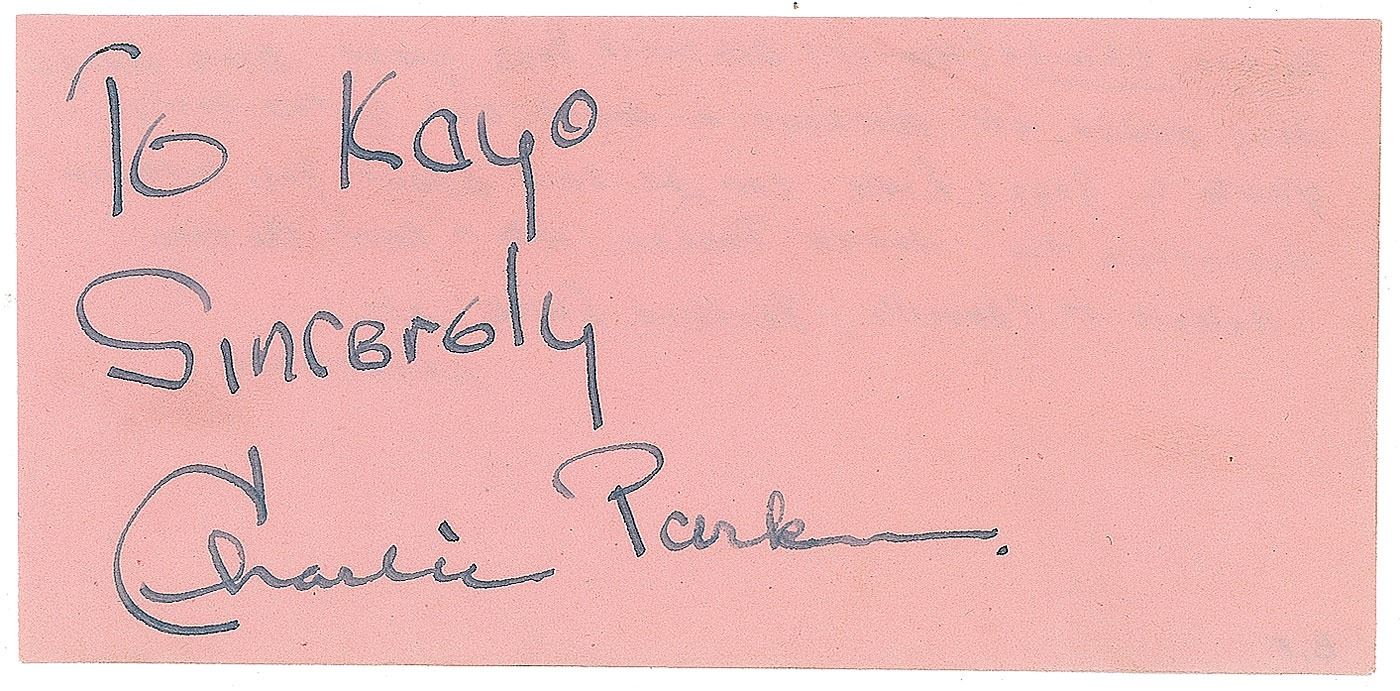 To Kayo
Sincerely
Charlie Parker.